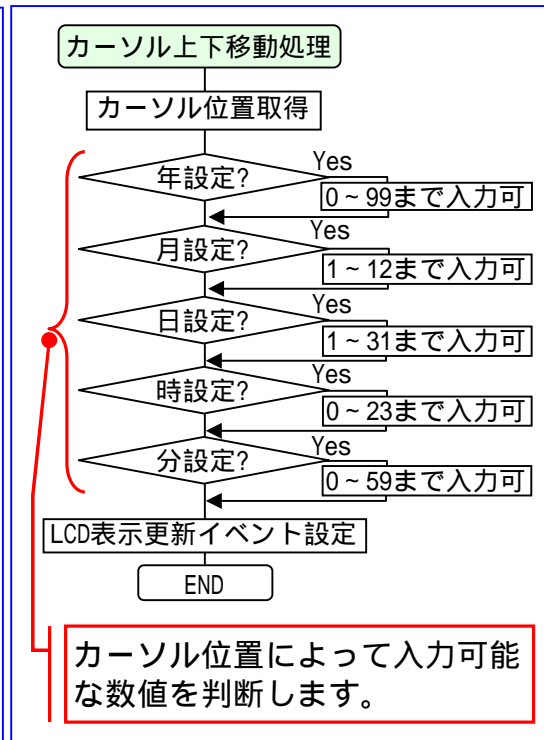 カーソル上下移動処理
カーソル位置取得
年設定?
Yes
0~99まで入力可
月設定?
Yes
1~12まで入力可
日設定?
Yes
1~31まで入力可
時設定?
Yes
0~23まで入力可
分設定?
Yes
0~59まで入力可
LCD表示更新イベント設定
END
カーソル位置によって入力可能
な数値を判断します。